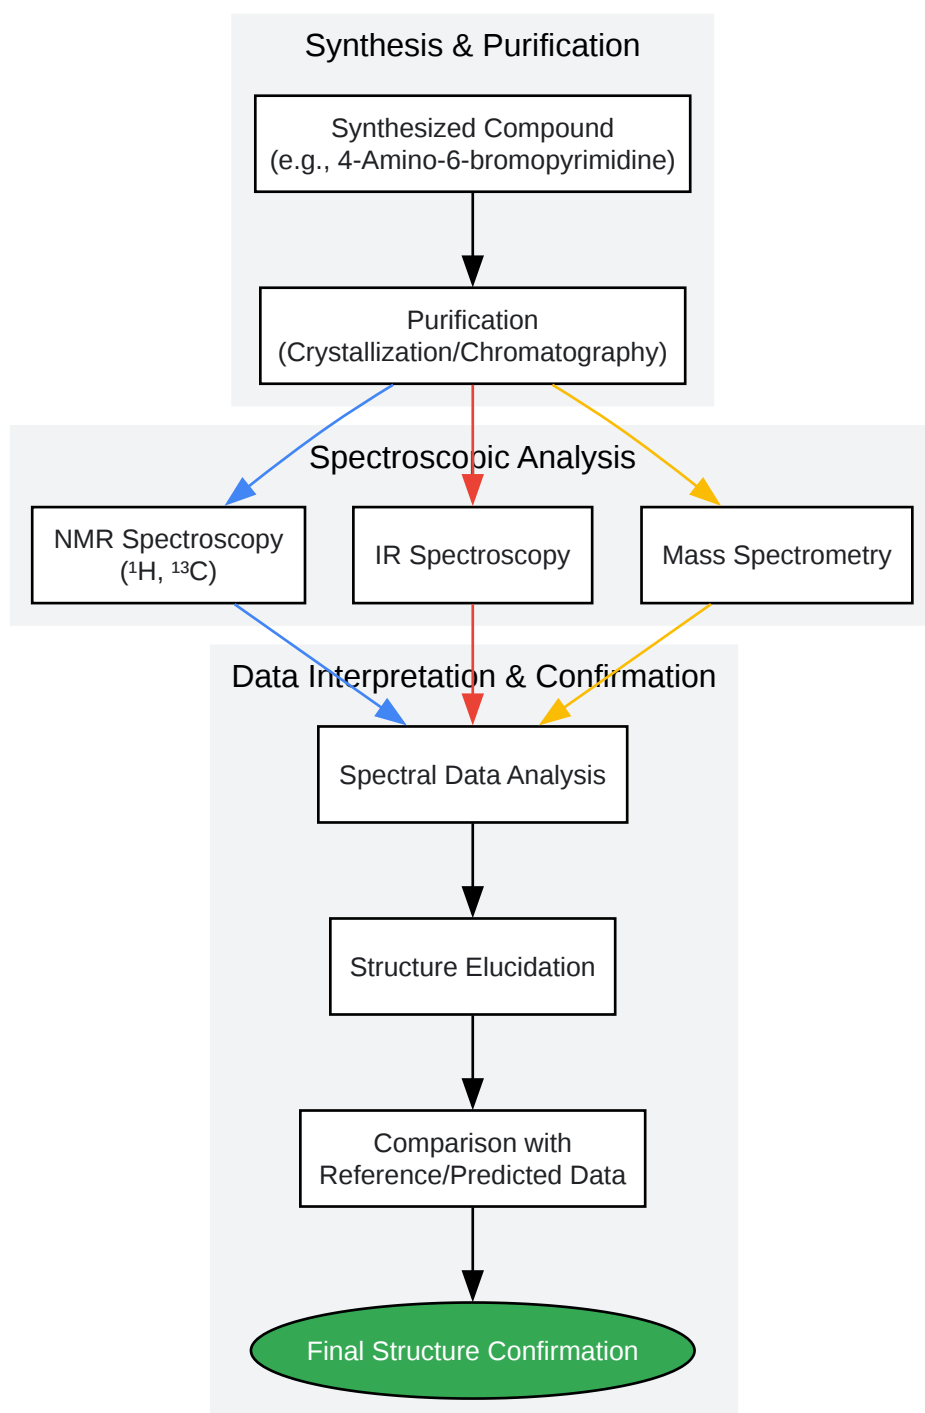 Synthesis & Purification
Synthesized Compound
(e.g., 4-Amino-6-bromopyrimidine)
Purification
(Crystallization/Chromatography)
Spectroscopic Analysis
NMR Spectroscopy
(¹H, ¹³C)
IR Spectroscopy
Mass Spectrometry
Data Interpretation & Confirmation
Spectral Data Analysis
Structure Elucidation
Comparison with
Reference/Predicted Data
Final Structure Confirmation